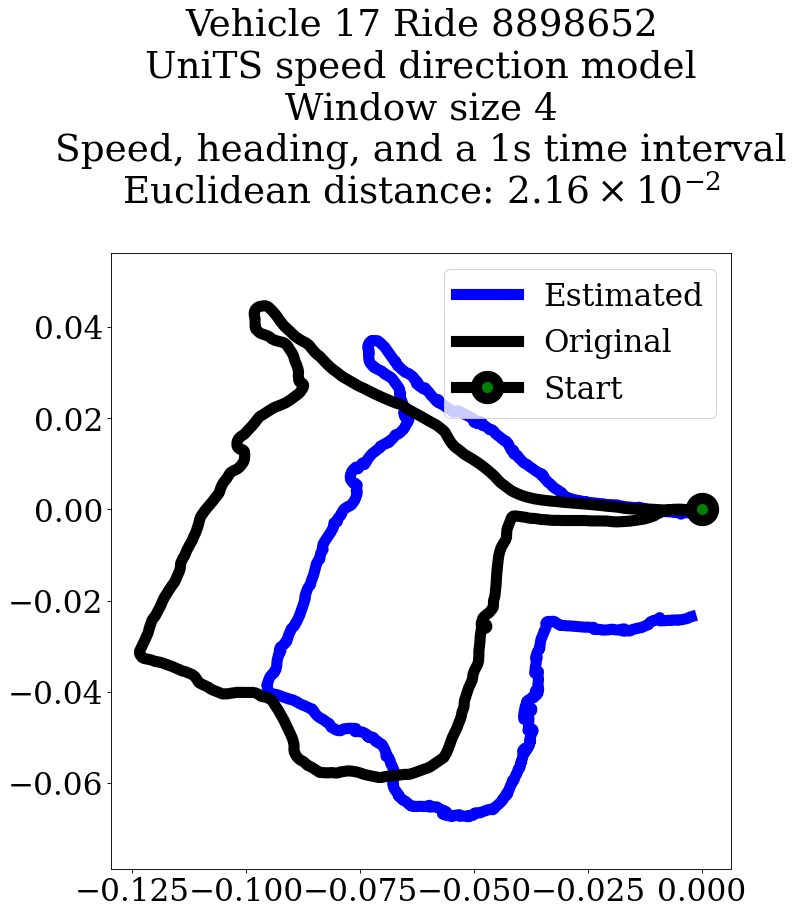 Vehicle 17 Ride 8898652
UniTS speed direction model
Window size 4
Speed, heading, and a 1s time interval
Euclidean distance: 2.16 × 10⁻²
Estimated
Original
Start
0.04
0.02
0.00
−0.02
−0.04
−0.06
−0.125 −0.100 −0.075 −0.050 −0.025 0.000